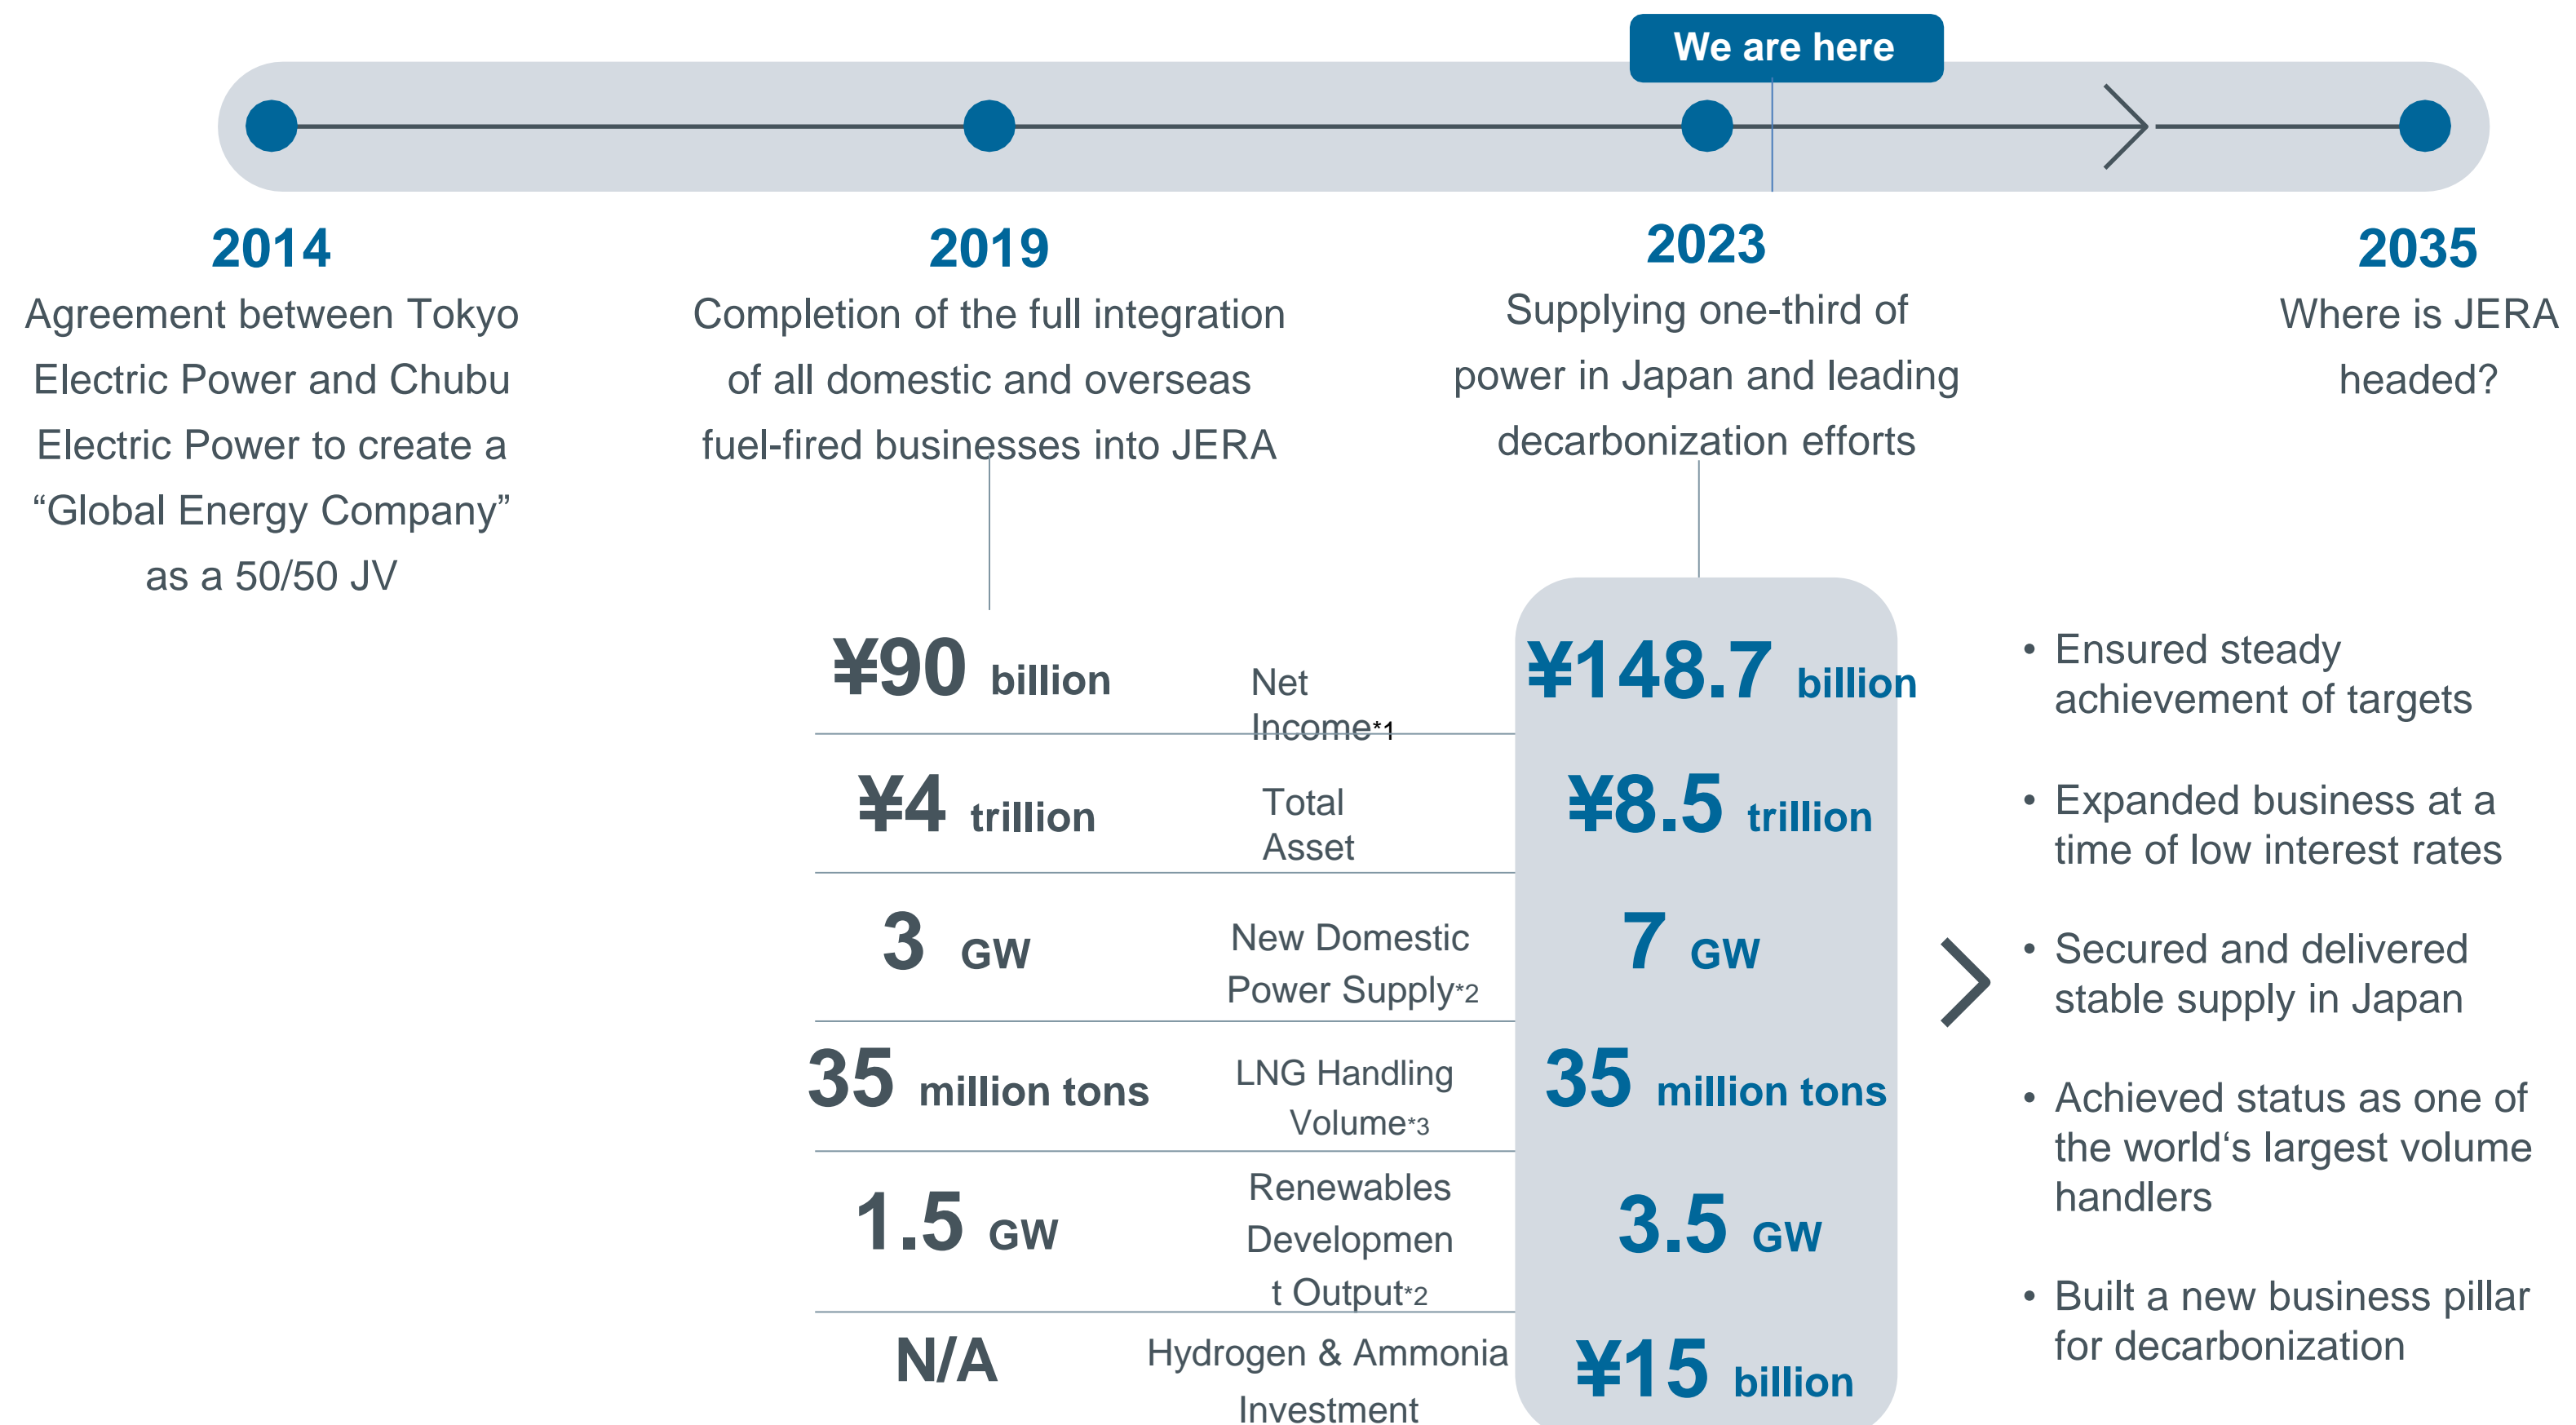 We are here
2014
Agreement between Tokyo
Electric Power and Chubu
Electric Power to create a
“Global Energy Company”
as a 50/50 JV
2019
Completion of the full integration
of all domestic and overseas
fuel-fired businesses into JERA
2023
Supplying one-third of
power in Japan and leading
decarbonization efforts
2035
Where is JERA
headed?
¥90 billion
Net
Income*1
¥148.7 billion
¥4 trillion
Total
Asset
¥8.5 trillion
3 GW
New Domestic
Power Supply*2
7 GW
35 million tons
LNG Handling
Volume*3
35 million tons
1.5 GW
Renewables
Developmen
t Output*2
3.5 GW
N/A
Hydrogen & Ammonia
Investment
¥15 billion
• Ensured steady
achievement of targets
• Expanded business at a
time of low interest rates
• Secured and delivered
stable supply in Japan
• Achieved status as one of
the world‘s largest volume
handlers
• Built a new business pillar
for decarbonization